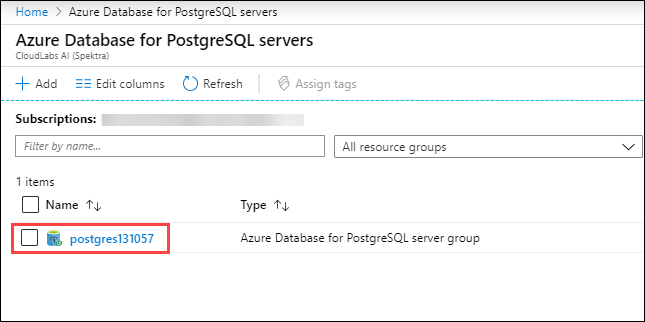 Home > Azure Database for PostgreSQL servers
Azure Database for PostgreSQL servers
CloudLabs AI (Spektra)
Add Edit columns Refresh Assign tags
Subscriptions:
Filter by name... All resource groups
1 items
Name Type
postgres131057 Azure Database for PostgreSQL server group